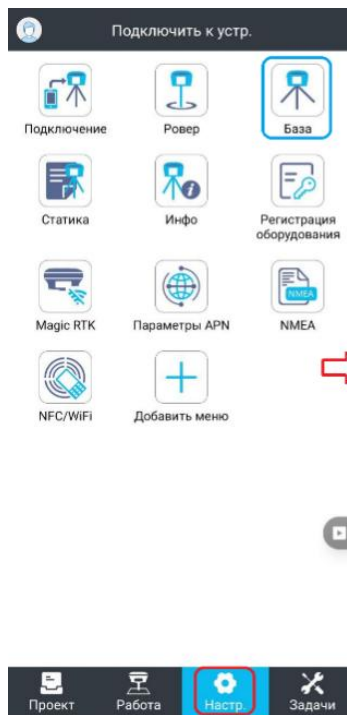 Подключить к устр.
Подключение
Ровер
База
Статика
Инфо
Регистрация
оборудования
Magic RTK
Параметры APN
NMEA
NMEA
NFC/WiFi
Добавить меню
Проект
Работа
Настр.
Задачи